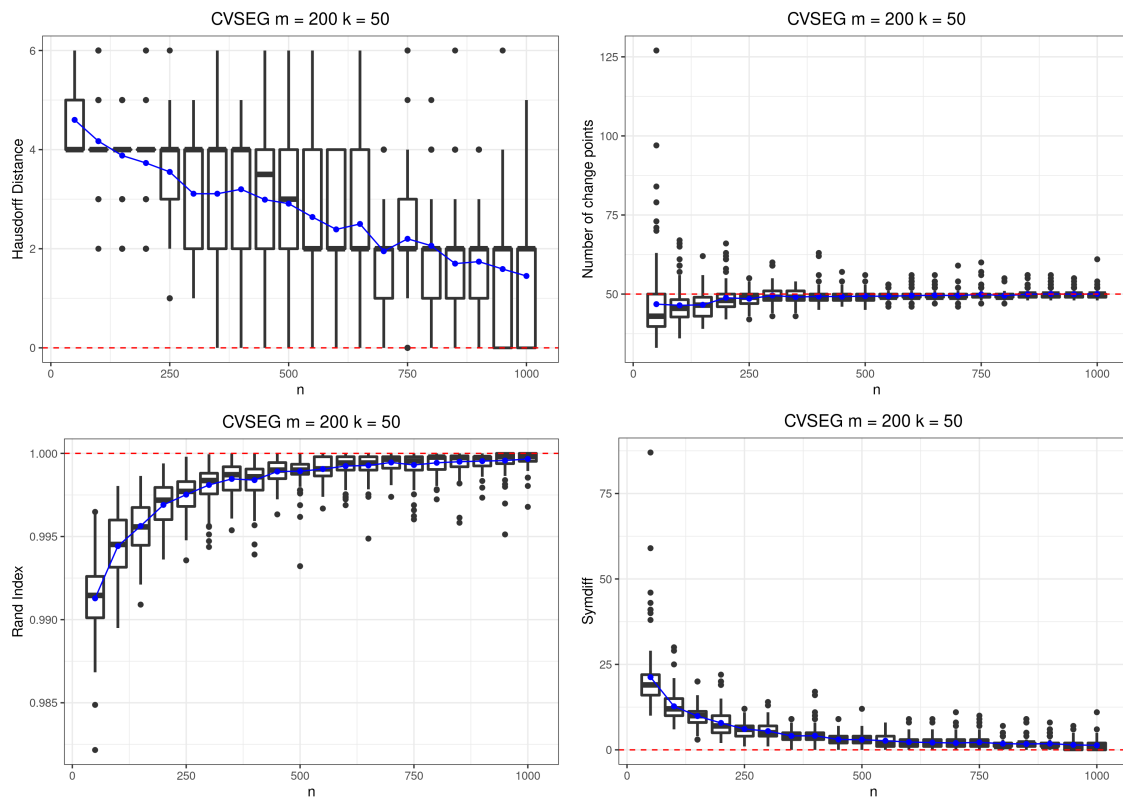 CVSEG m = 200 k = 50
Hausdorff Distance
6
4
2
0
0 250 500 750 1000
n
CVSEG m = 200 k = 50
Number of change points
125
100
75
50
0 250 500 750 1000
n
CVSEG m = 200 k = 50
Rand Index
1.000
0.995
0.990
0.985
0 250 500 750 1000
n
CVSEG m = 200 k = 50
Symdiff
75
50
25
0
0 250 500 750 1000
n